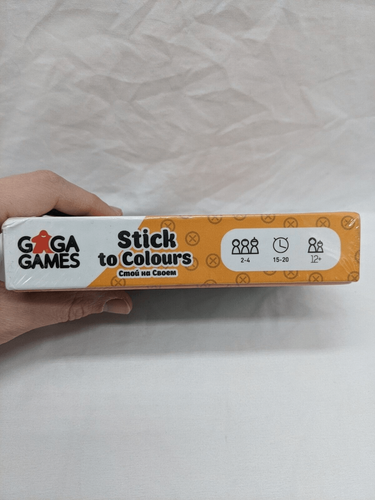 GAGA
GAMES
Stick
to Colours
Стой на Своем
2-4
15-20
12+